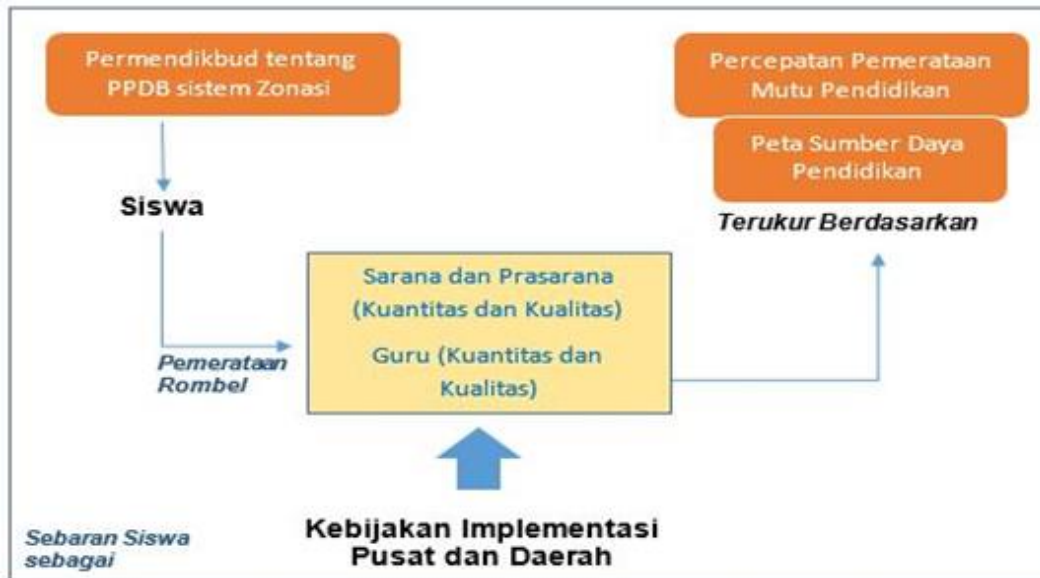 Permendikbud tentang
PPDB sistem Zonasi
Siswa
Pemerataan
Rombel
Sarana dan Prasarana
(Kuantitas dan Kualitas)
Guru (Kuantitas dan
Kualitas)
Kebijakan Implementasi
Pusat dan Daerah
Percepatan Pemerataan
Mutu Pendidikan
Peta Sumber Daya
Pendidikan
Terukur Berdasarkan
Sebaran Siswa
sebagai